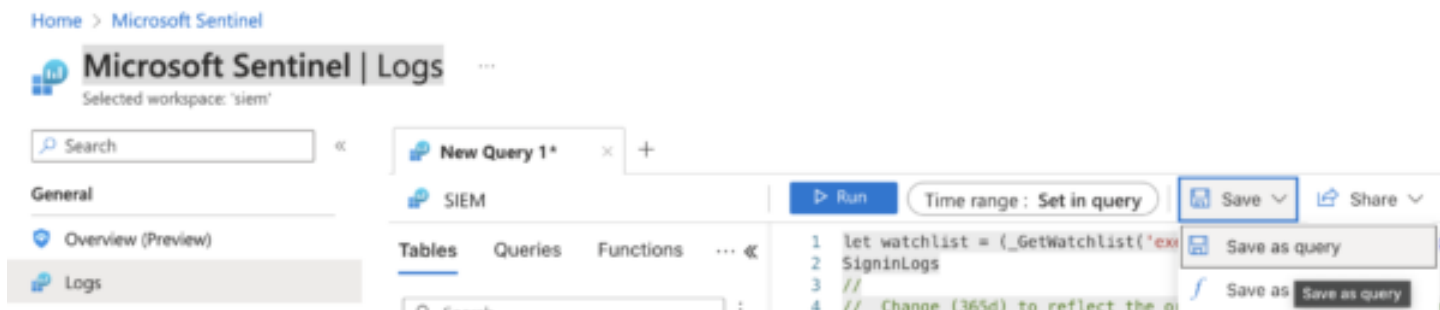 Home > Microsoft Sentinel
Microsoft Sentinel | Logs ...
Selected workspace: 'siem'
Search «
General
Overview (Preview)
Logs
New Query 1* × +
SIEM
Run Time range : Set in query Save Share
Tables Queries Functions ... «
1 let watchlist = (_GetWatchlist('exe
2 SigninLogs
3 //
4 // Change (365d) to reflect the
Save as query
Save as
Save as query